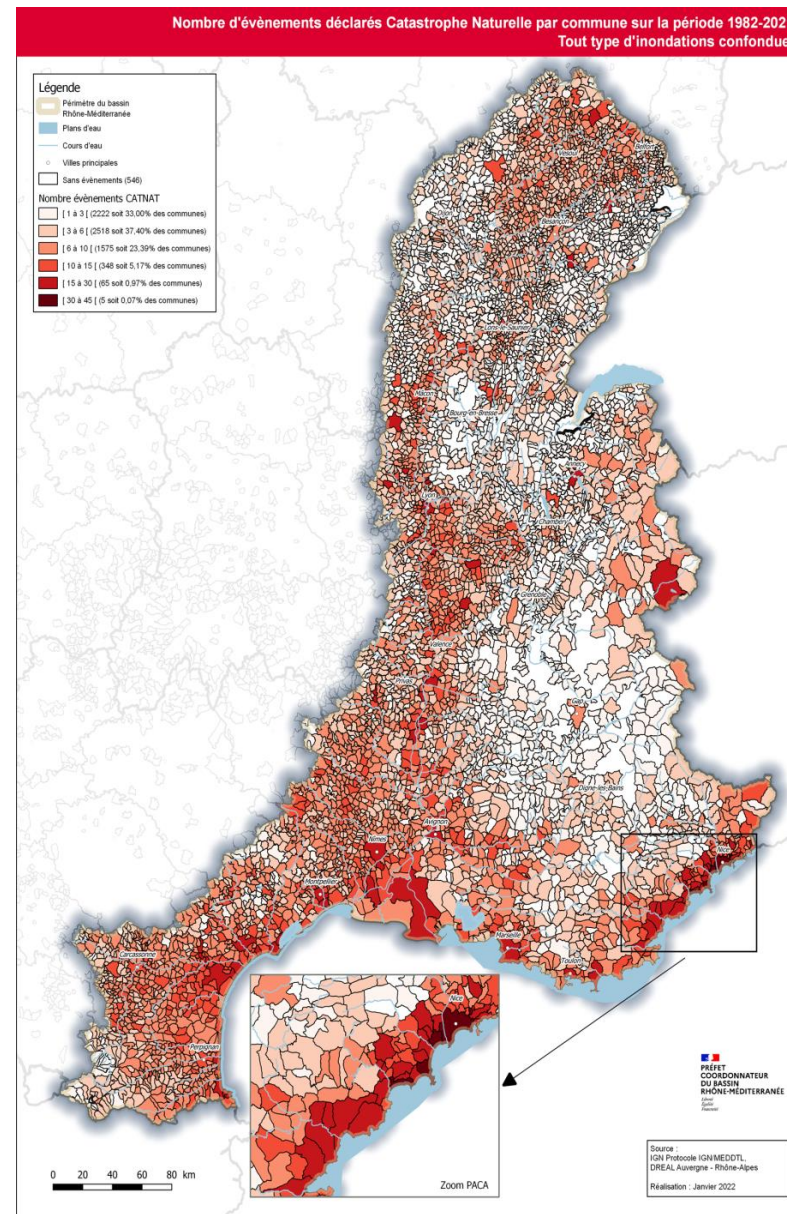 Nombre d'évènements déclarés Catastrophe Naturelle par commune sur la période 1982-202
Tout type d'inondations confondue
Légende
Périmètre du bassin
Rhône-Méditerranée
Plans d'eau
Cours d'eau
Villes principales
Sans évènements (546)
Nombre évènements CATNAT
[ 1 à 3 [ (2222 soit 33,00% des communes)
[ 3 à 6 [ (2518 soit 37,40% des communes)
[ 6 à 10 [ (1575 soit 23.39% des communes)
[ 10 à 15 [ (348 soit 5,17% des communes)
[ 15 à 30 [ (65 soit 0,97% des communes)
[ 30 à 45 [ (5 soit 0,07% des communes)
Belfort
Vesoul
Dijon
Besançon
Lons-le-Saunier
Mâcon
Bourg-en-Bresse
Annecy
Lyon
Chambéry
Grenoble
Valence
Privas
Gap
Digne-les-Bains
Avignon
Nîmes
Nice
Montpellier
Marseille
Carcassonne
Toulon
Nice
Perpignan
PRÉFET
COORDONNATEUR
DU BASSIN
RHÔNE-MÉDITERRANÉE
Liberté
Égalité
Fraternité
Source :
IGN Protocole IGN/MEDDTL,
DREAL Auvergne - Rhône-Alpes
Réalisation : Janvier 2022
0 20 40 60 80 km
Zoom PACA